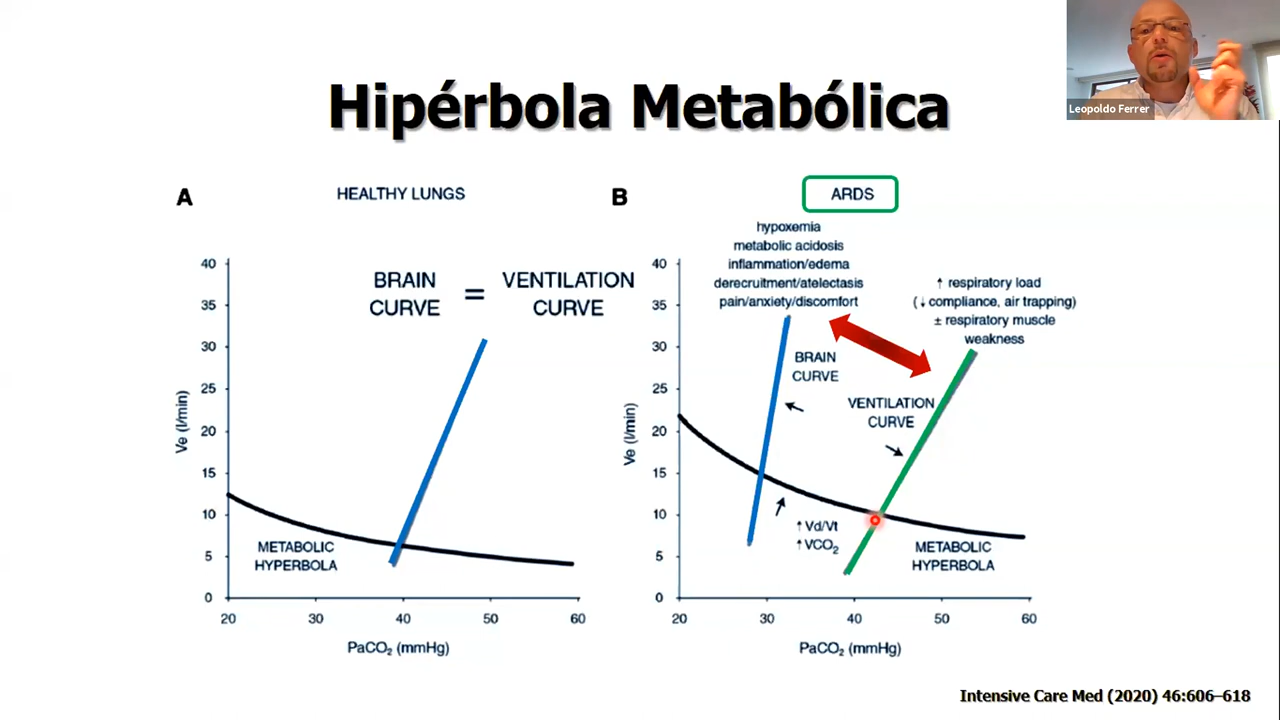 Leopoldo Ferrer
Hipérbola Metabólica
A
HEALTHY LUNGS
40
35
30
25
20
15
10
5
0
Ve (l/min)
BRAIN
CURVE
=
VENTILATION
CURVE
METABOLIC
HYPERBOLA
20
30
40
50
60
PaCO₂ (mmHg)
B
ARDS
hypoxemia
metabolic acidosis
inflammation/edema
derecruitment/atelectasis
pain/anxiety/discomfort
↑ respiratory load
(↓compliance, air trapping)
± respiratory muscle
weakness
40
35
30
25
20
15
10
5
0
Ve (l/min)
BRAIN
CURVE
VENTILATION
CURVE
↑Vd/Vt
↑VCO₂
METABOLIC
HYPERBOLA
20
30
40
50
60
PaCO₂ (mmHg)
Intensive Care Med (2020) 46:606–618